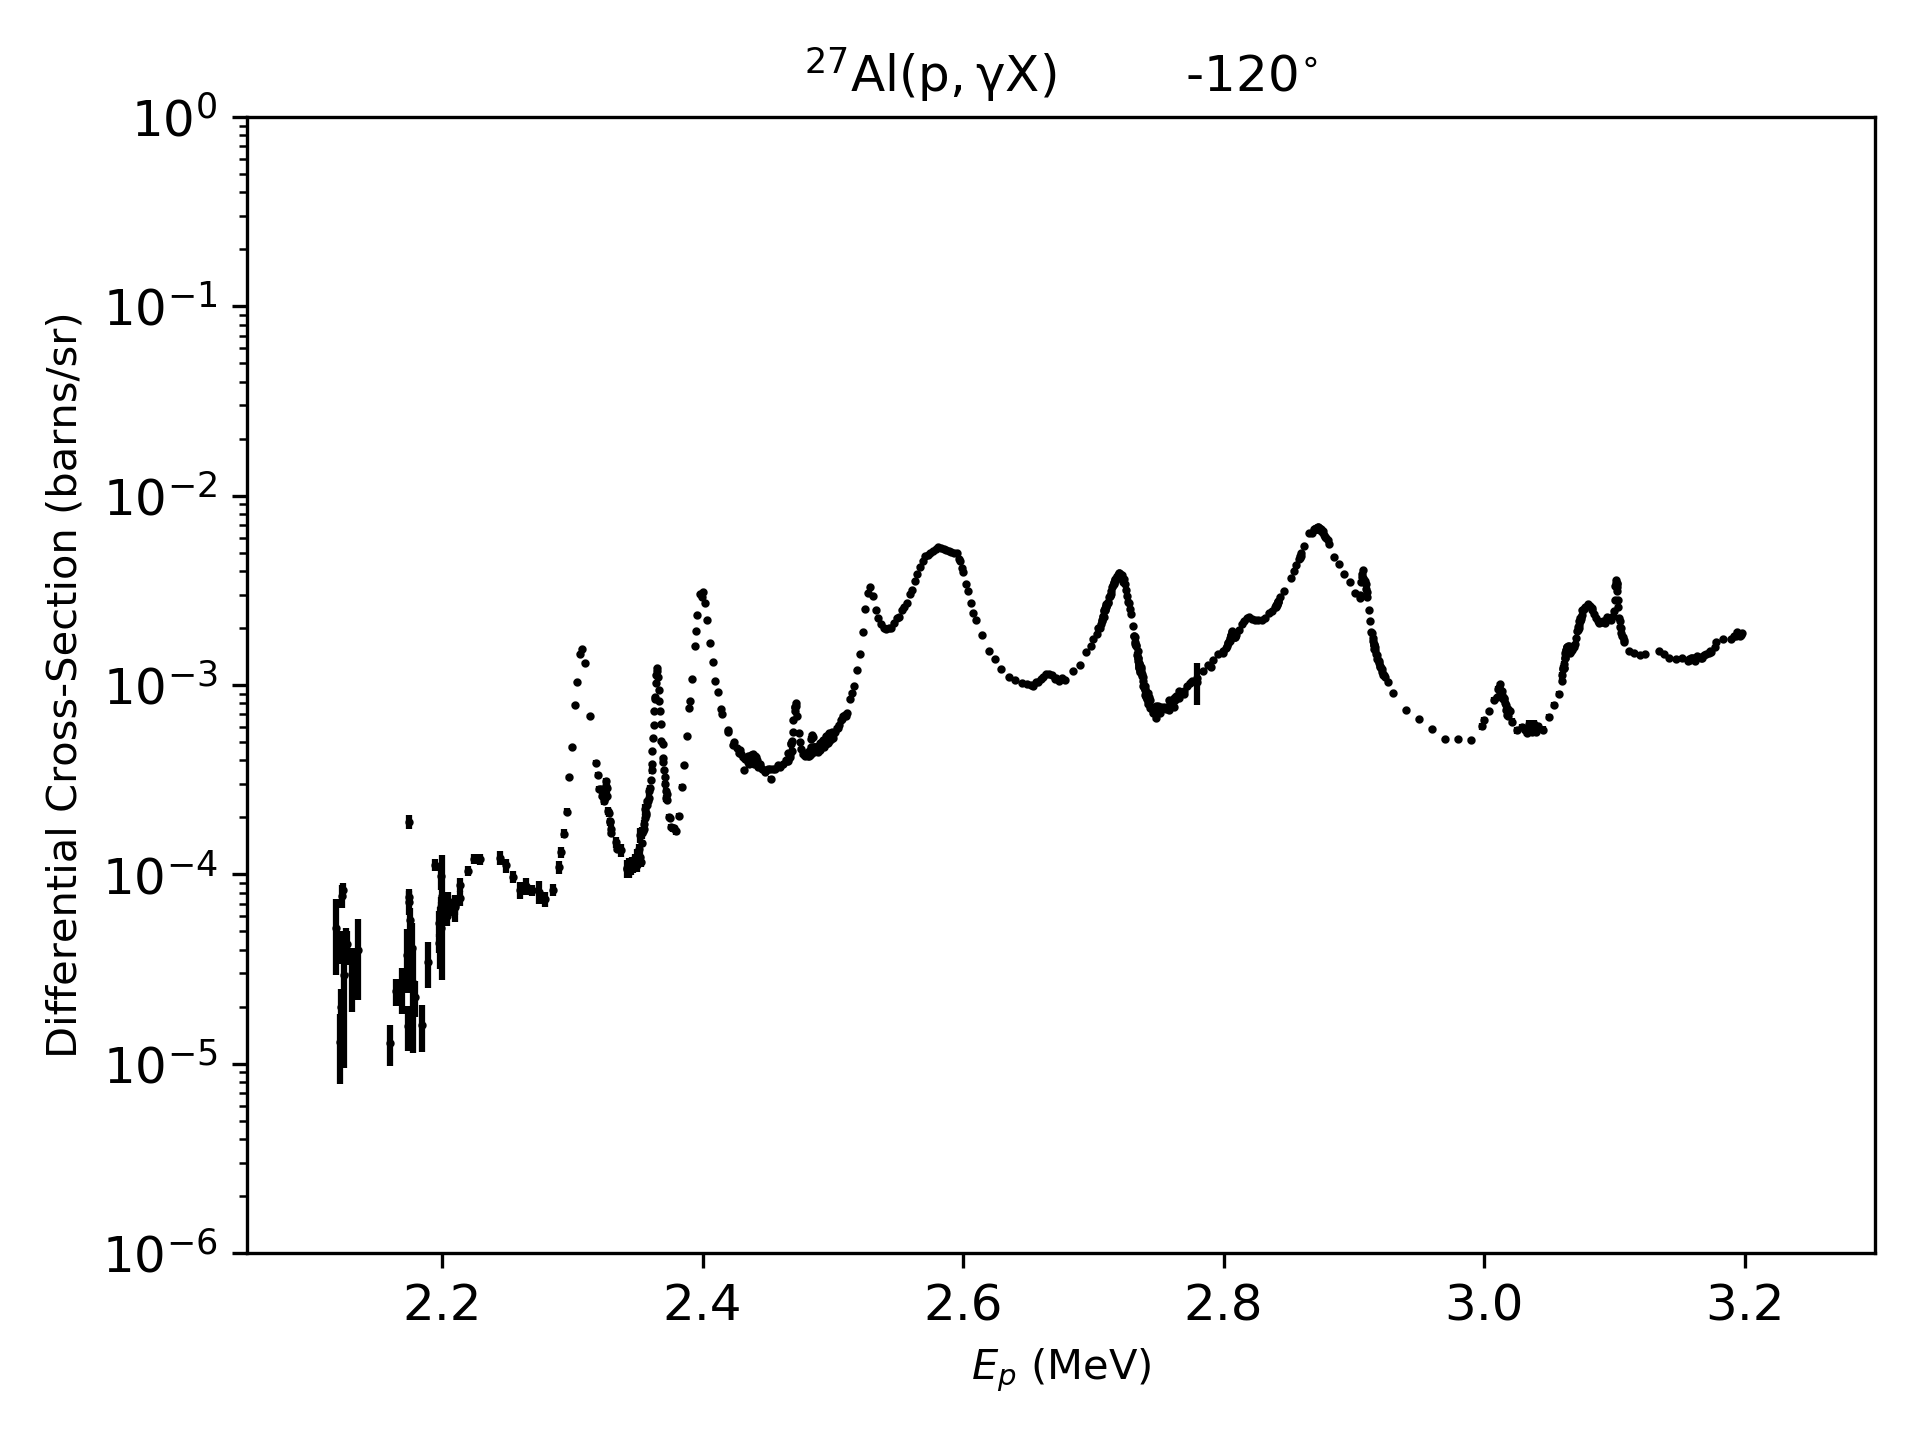 ²⁷Al(p, γX) -120°
Differential Cross-Section (barns/sr)
10⁰
10⁻¹
10⁻²
10⁻³
10⁻⁴
10⁻⁵
10⁻⁶
2.2 2.4 2.6 2.8 3.0 3.2
Eₚ (MeV)